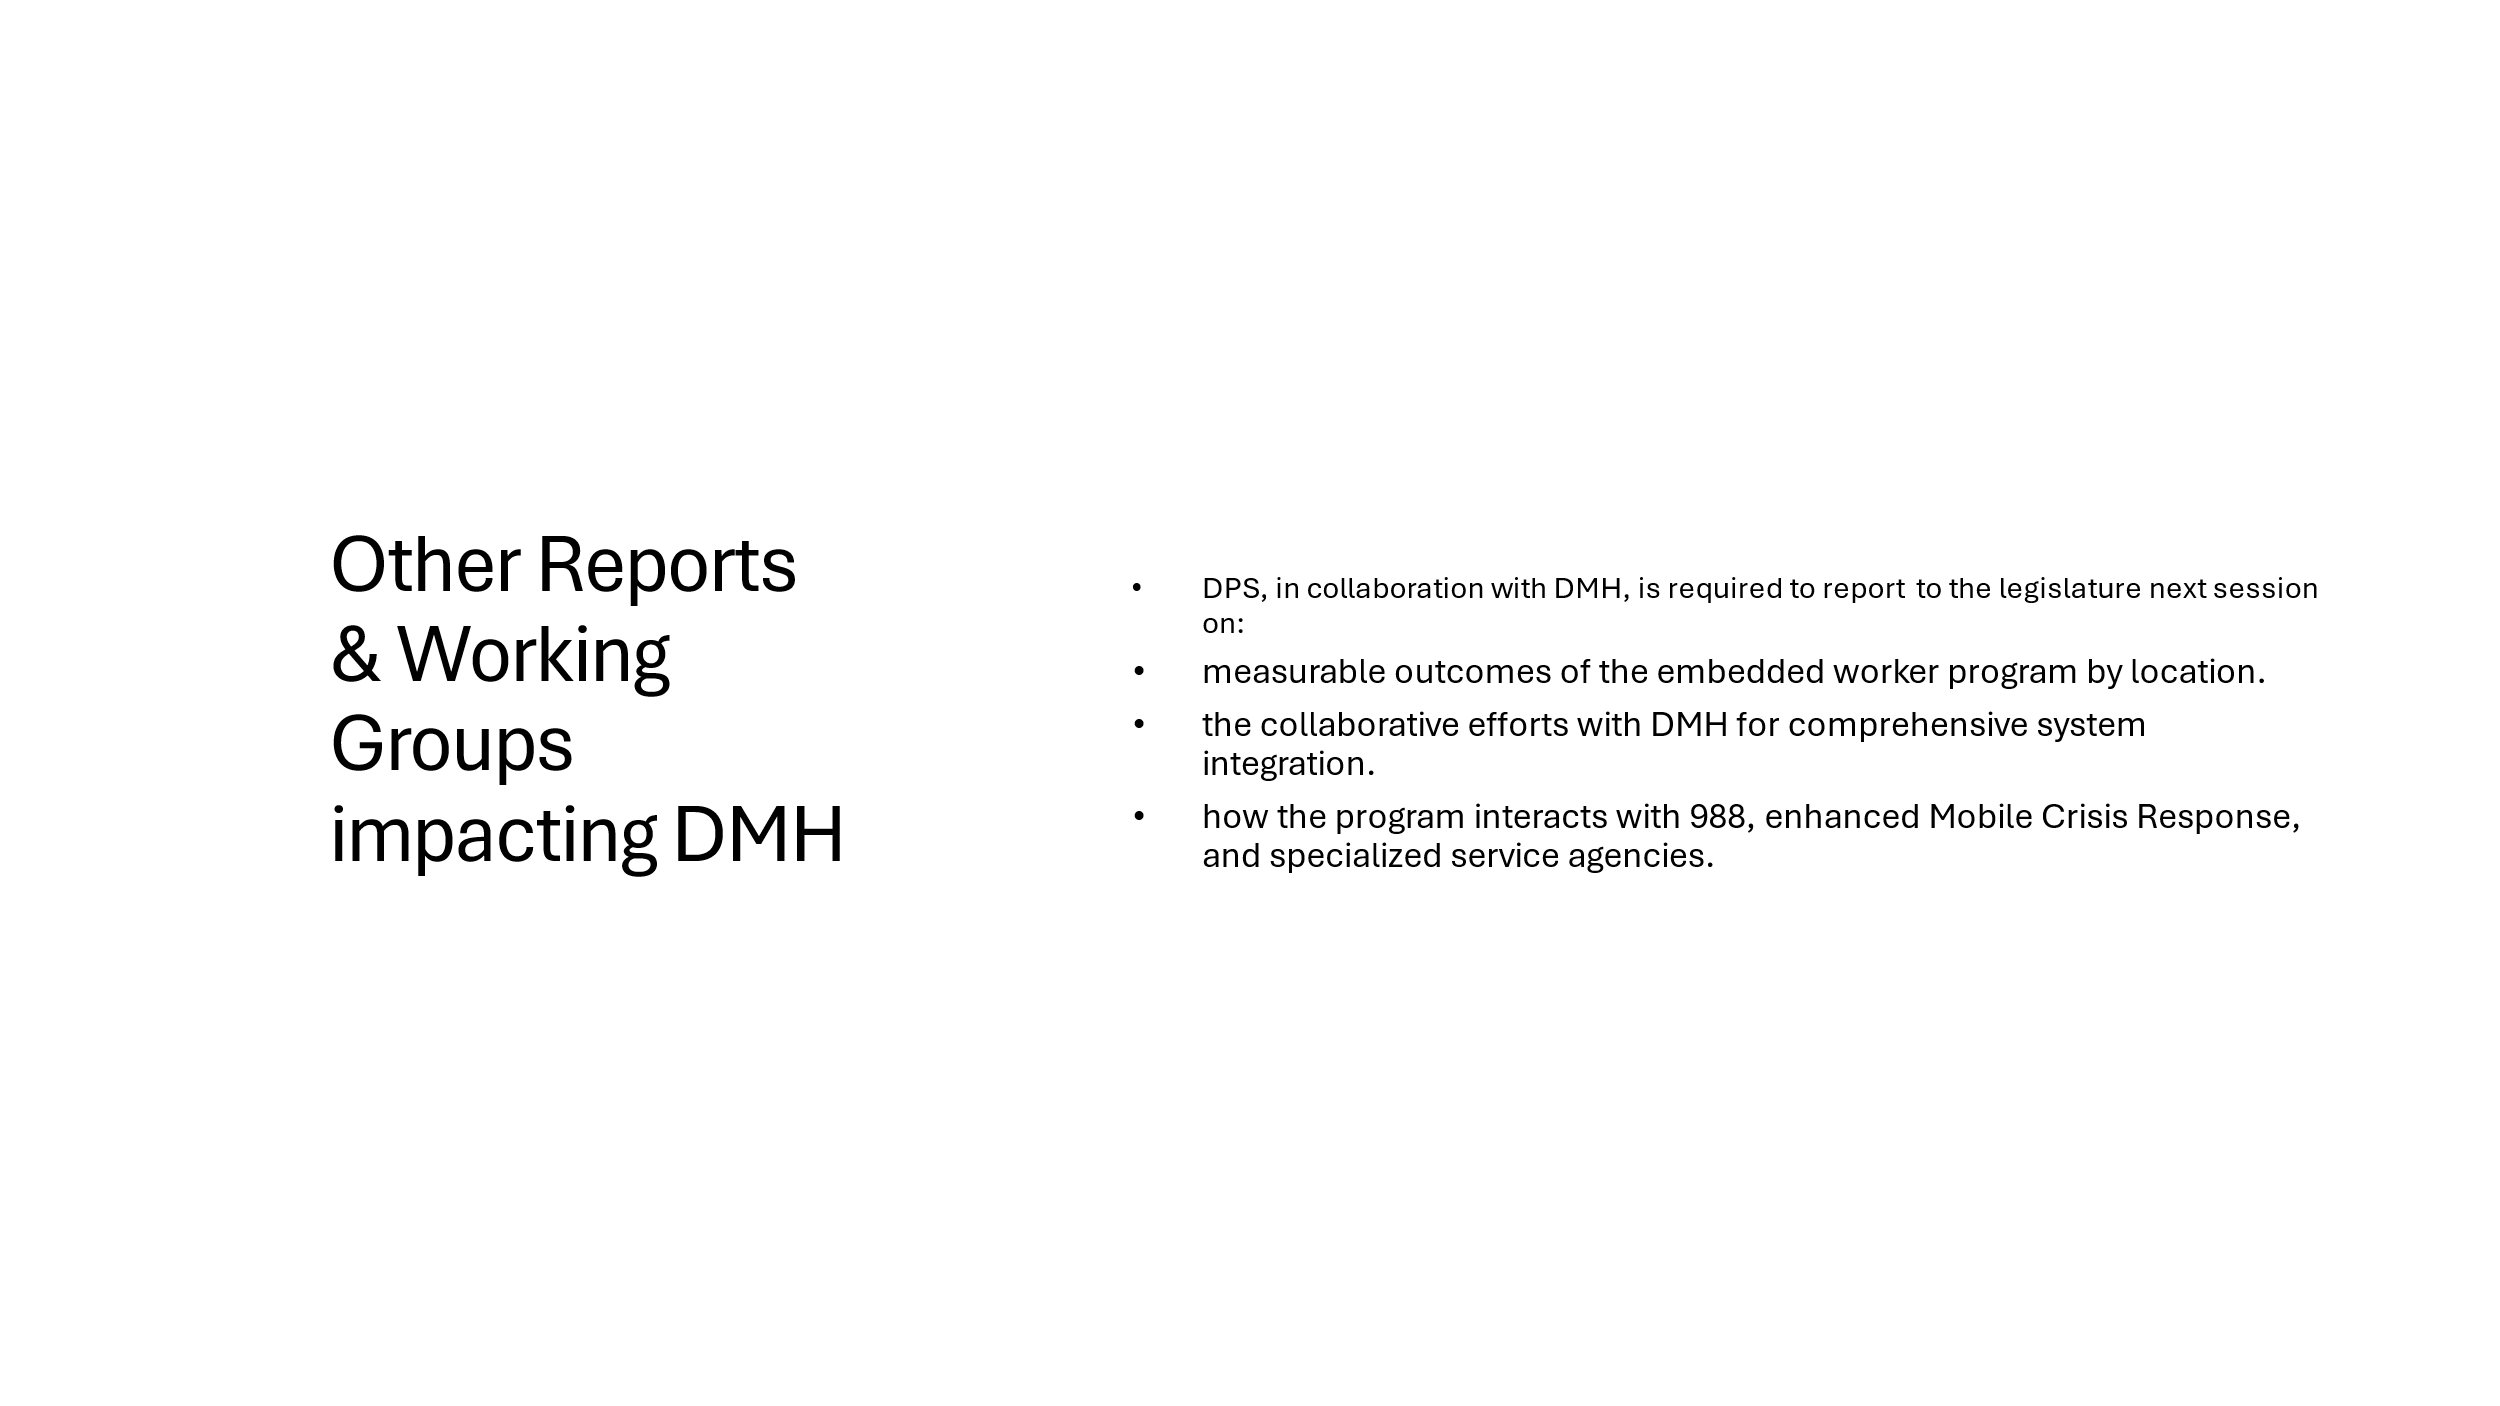 Other Reports
& Working
Groups
impacting DMH
• DPS, in collaboration with DMH, is required to report to the legislature next session
on:
• measurable outcomes of the embedded worker program by location.
• the collaborative efforts with DMH for comprehensive system
integration.
• how the program interacts with 988, enhanced Mobile Crisis Response,
and specialized service agencies.